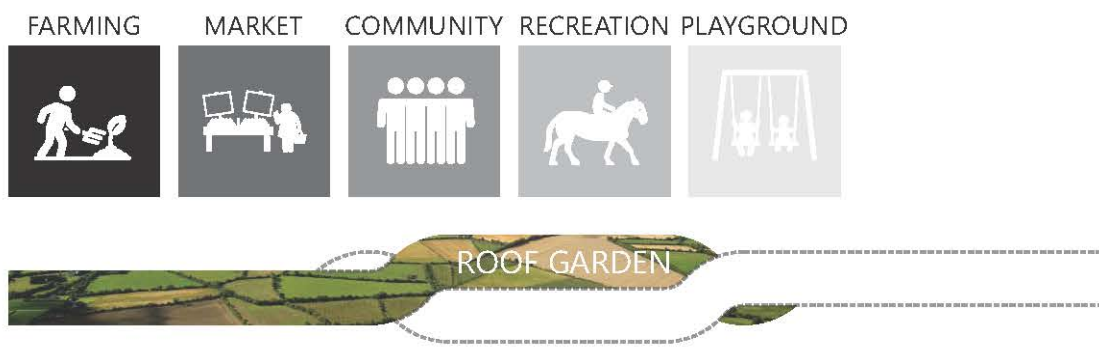 FARMING MARKET COMMUNITY RECREATION PLAYGROUND
ROOF GARDEN